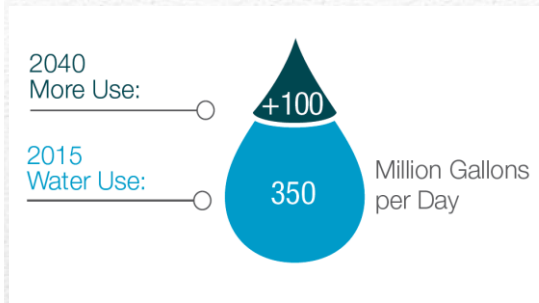 2040
More Use:
+100
2015
Water Use:
350
Million Gallons
per Day